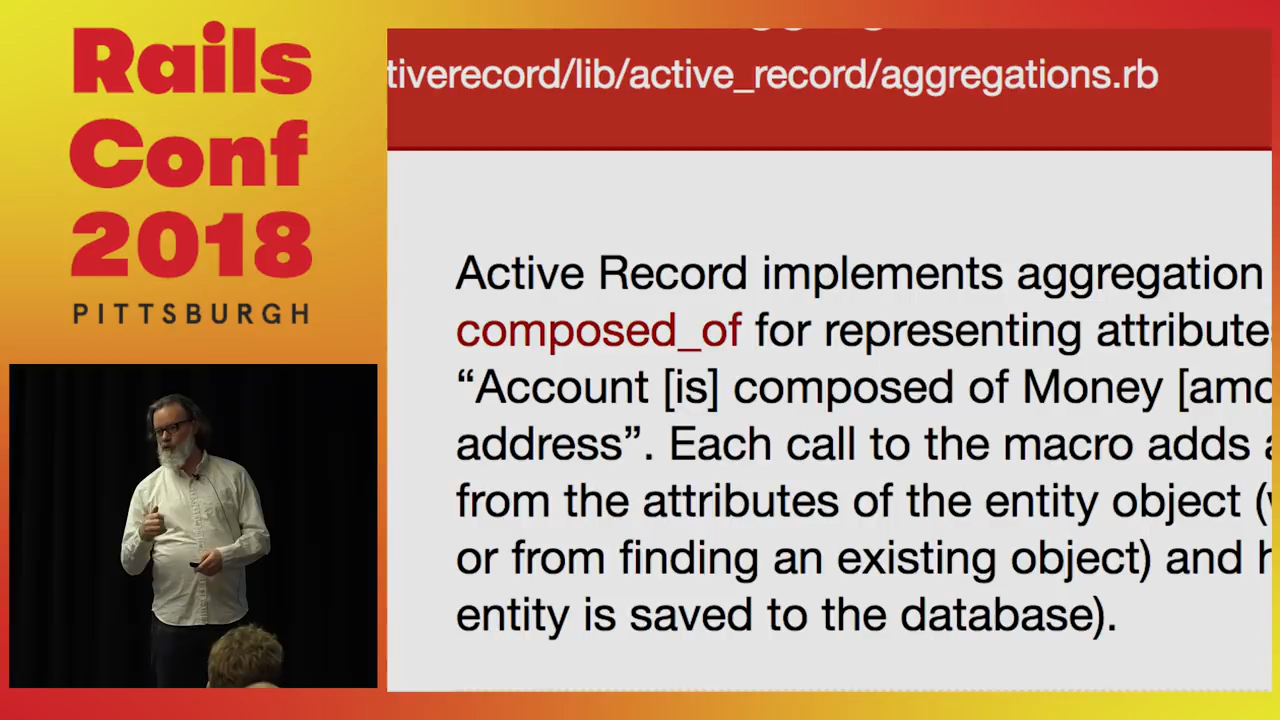 Rails
Conf
2018
PITTSBURGH
tiverecord/lib/active_record/aggregations.rb
Active Record implements aggregation
composed_of for representing attribute
“Account [is] composed of Money [amo
address”. Each call to the macro adds a
from the attributes of the entity object (
or from finding an existing object) and h
entity is saved to the database).